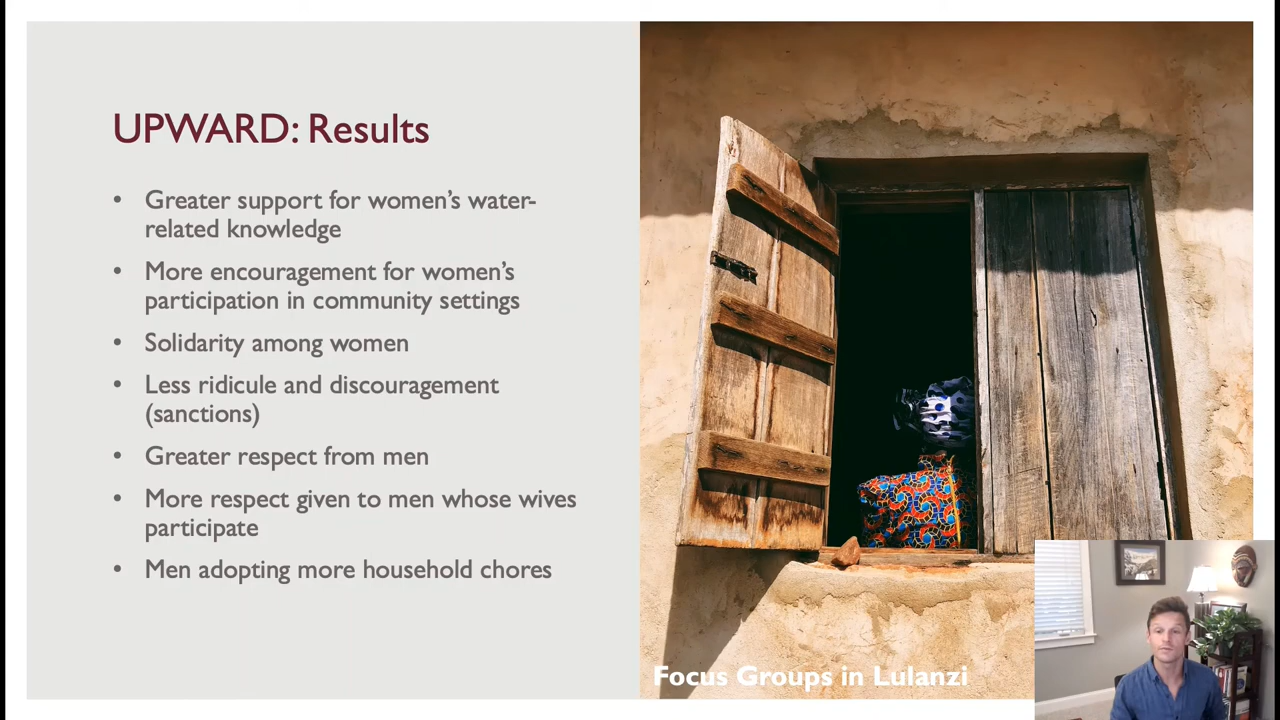 UPWARD: Results
• Greater support for women’s water-
related knowledge
• More encouragement for women’s
participation in community settings
• Solidarity among women
• Less ridicule and discouragement
(sanctions)
• Greater respect from men
• More respect given to men whose wives
participate
• Men adopting more household chores
Focus Groups in Lulanzi